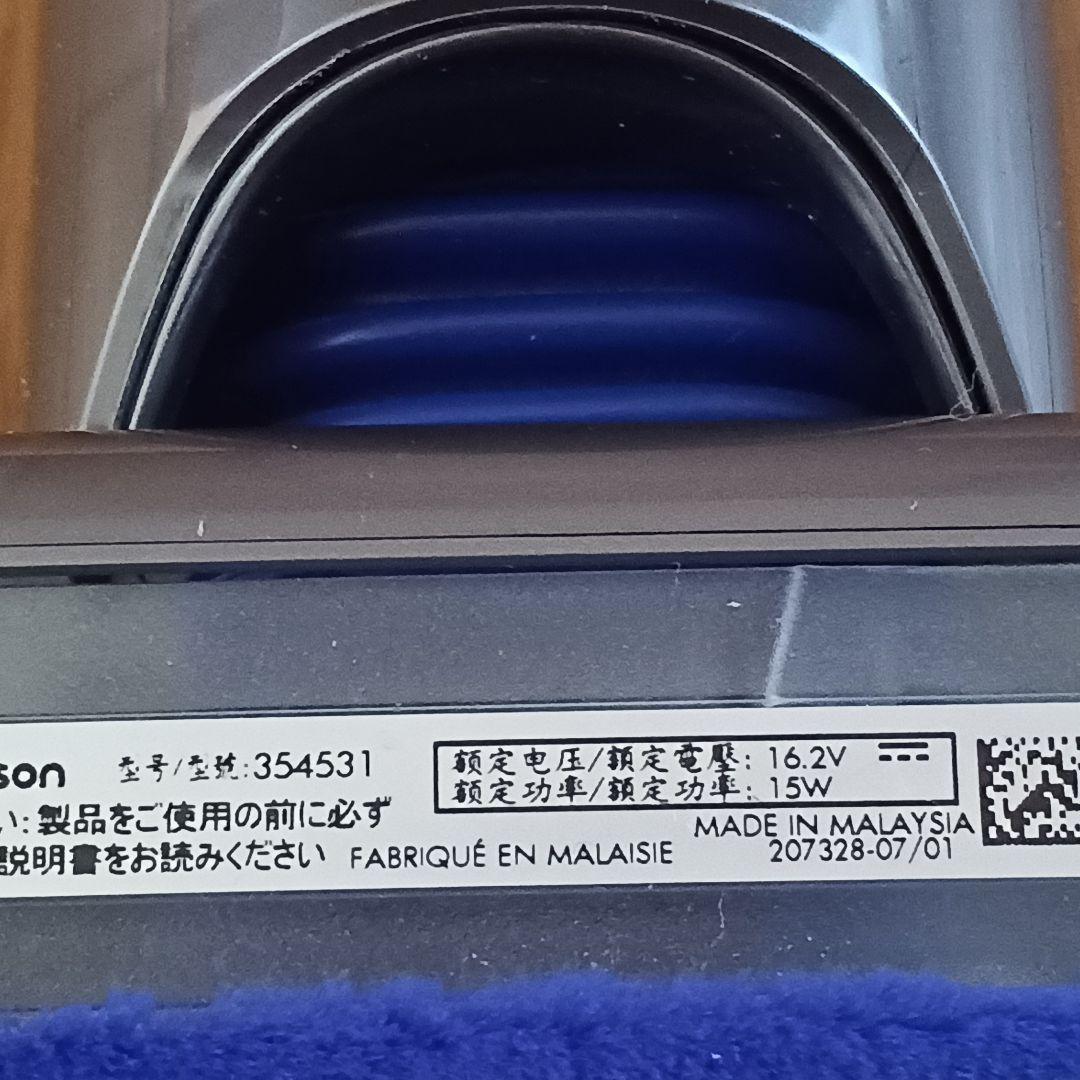 son 型号/型號:354531
额定电压/額定電壓: 16.2V
额定功率/額定功率: 15W
い:製品をご使用の前に必ず
説明書をお読みください FABRIQUÉ EN MALAISIE
MADE IN MALAYSIA
207328-07/01